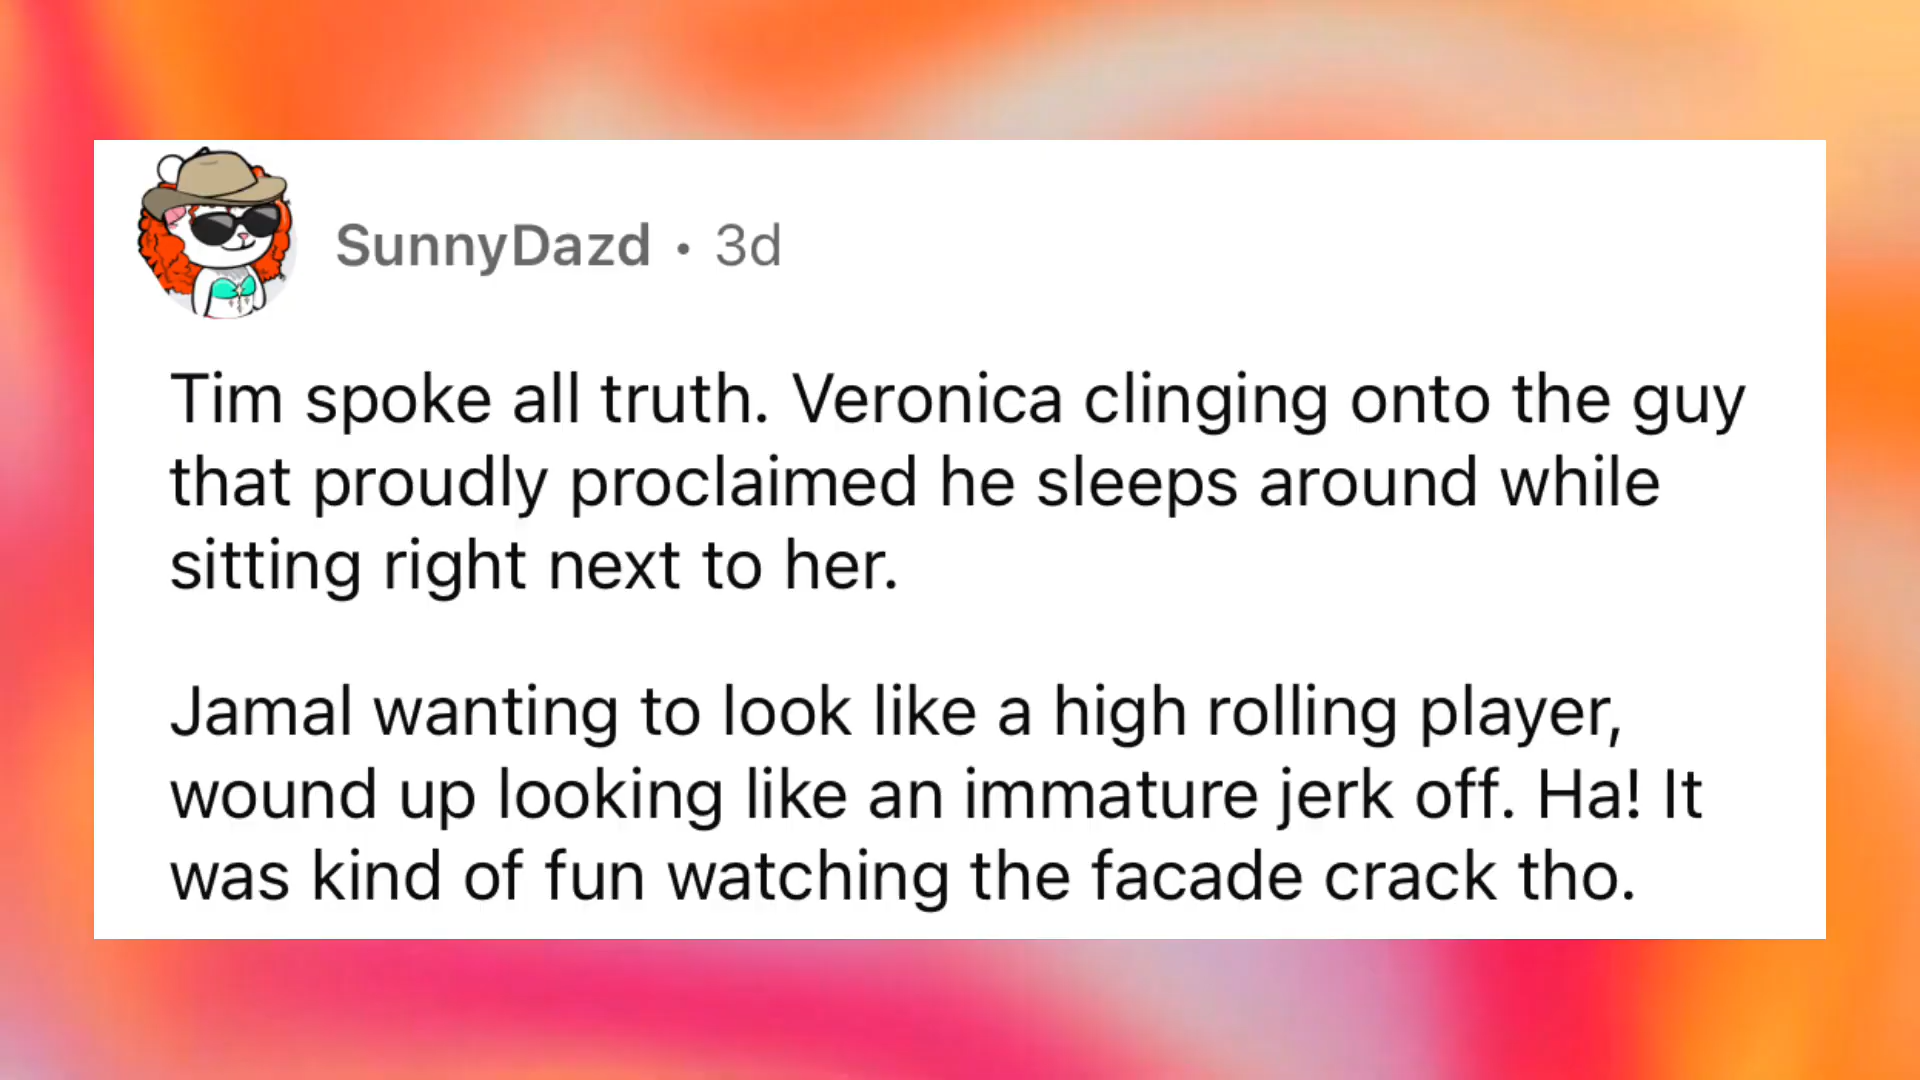 SunnyDazd • 3d
Tim spoke all truth. Veronica clinging onto the guy
that proudly proclaimed he sleeps around while
sitting right next to her.
Jamal wanting to look like a high rolling player,
wound up looking like an immature jerk off. Ha! It
was kind of fun watching the facade crack tho.